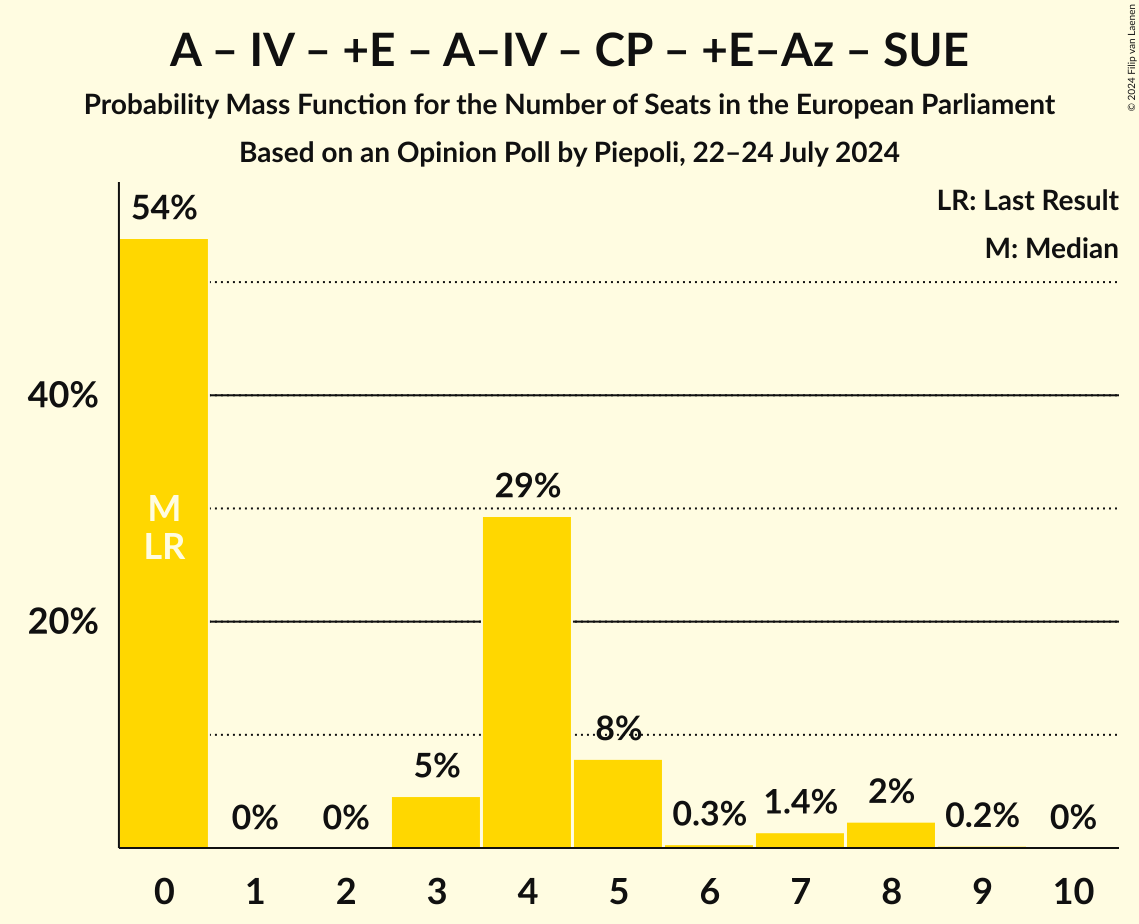 A – IV – +E – A–IV – CP – +E–Az – SUE
Probability Mass Function for the Number of Seats in the European Parliament
Based on an Opinion Poll by Piepoli, 22–24 July 2024
© 2024 Filip van Laenen
LR: Last Result
M: Median
54%
40%
M
LR
29%
20%
8%
5%
0%
0%
0.3%
1.4%
2%
0.2%
0%
0 1 2 3 4 5 6 7 8 9 10